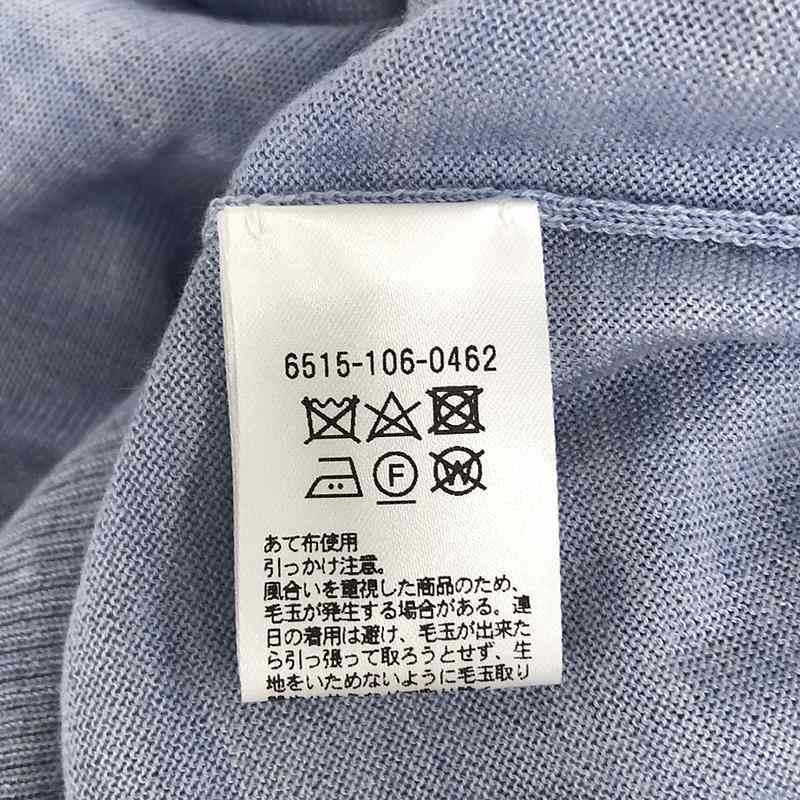 6515-106-0462
F
W
あて布使用
引っかけ注意。
風合いを重視した商品のため、
毛玉が発生する場合がある。連
日の着用は避け、毛玉が出来た
ら引っ張って取ろうとせず、生
地をいためないように毛玉取り